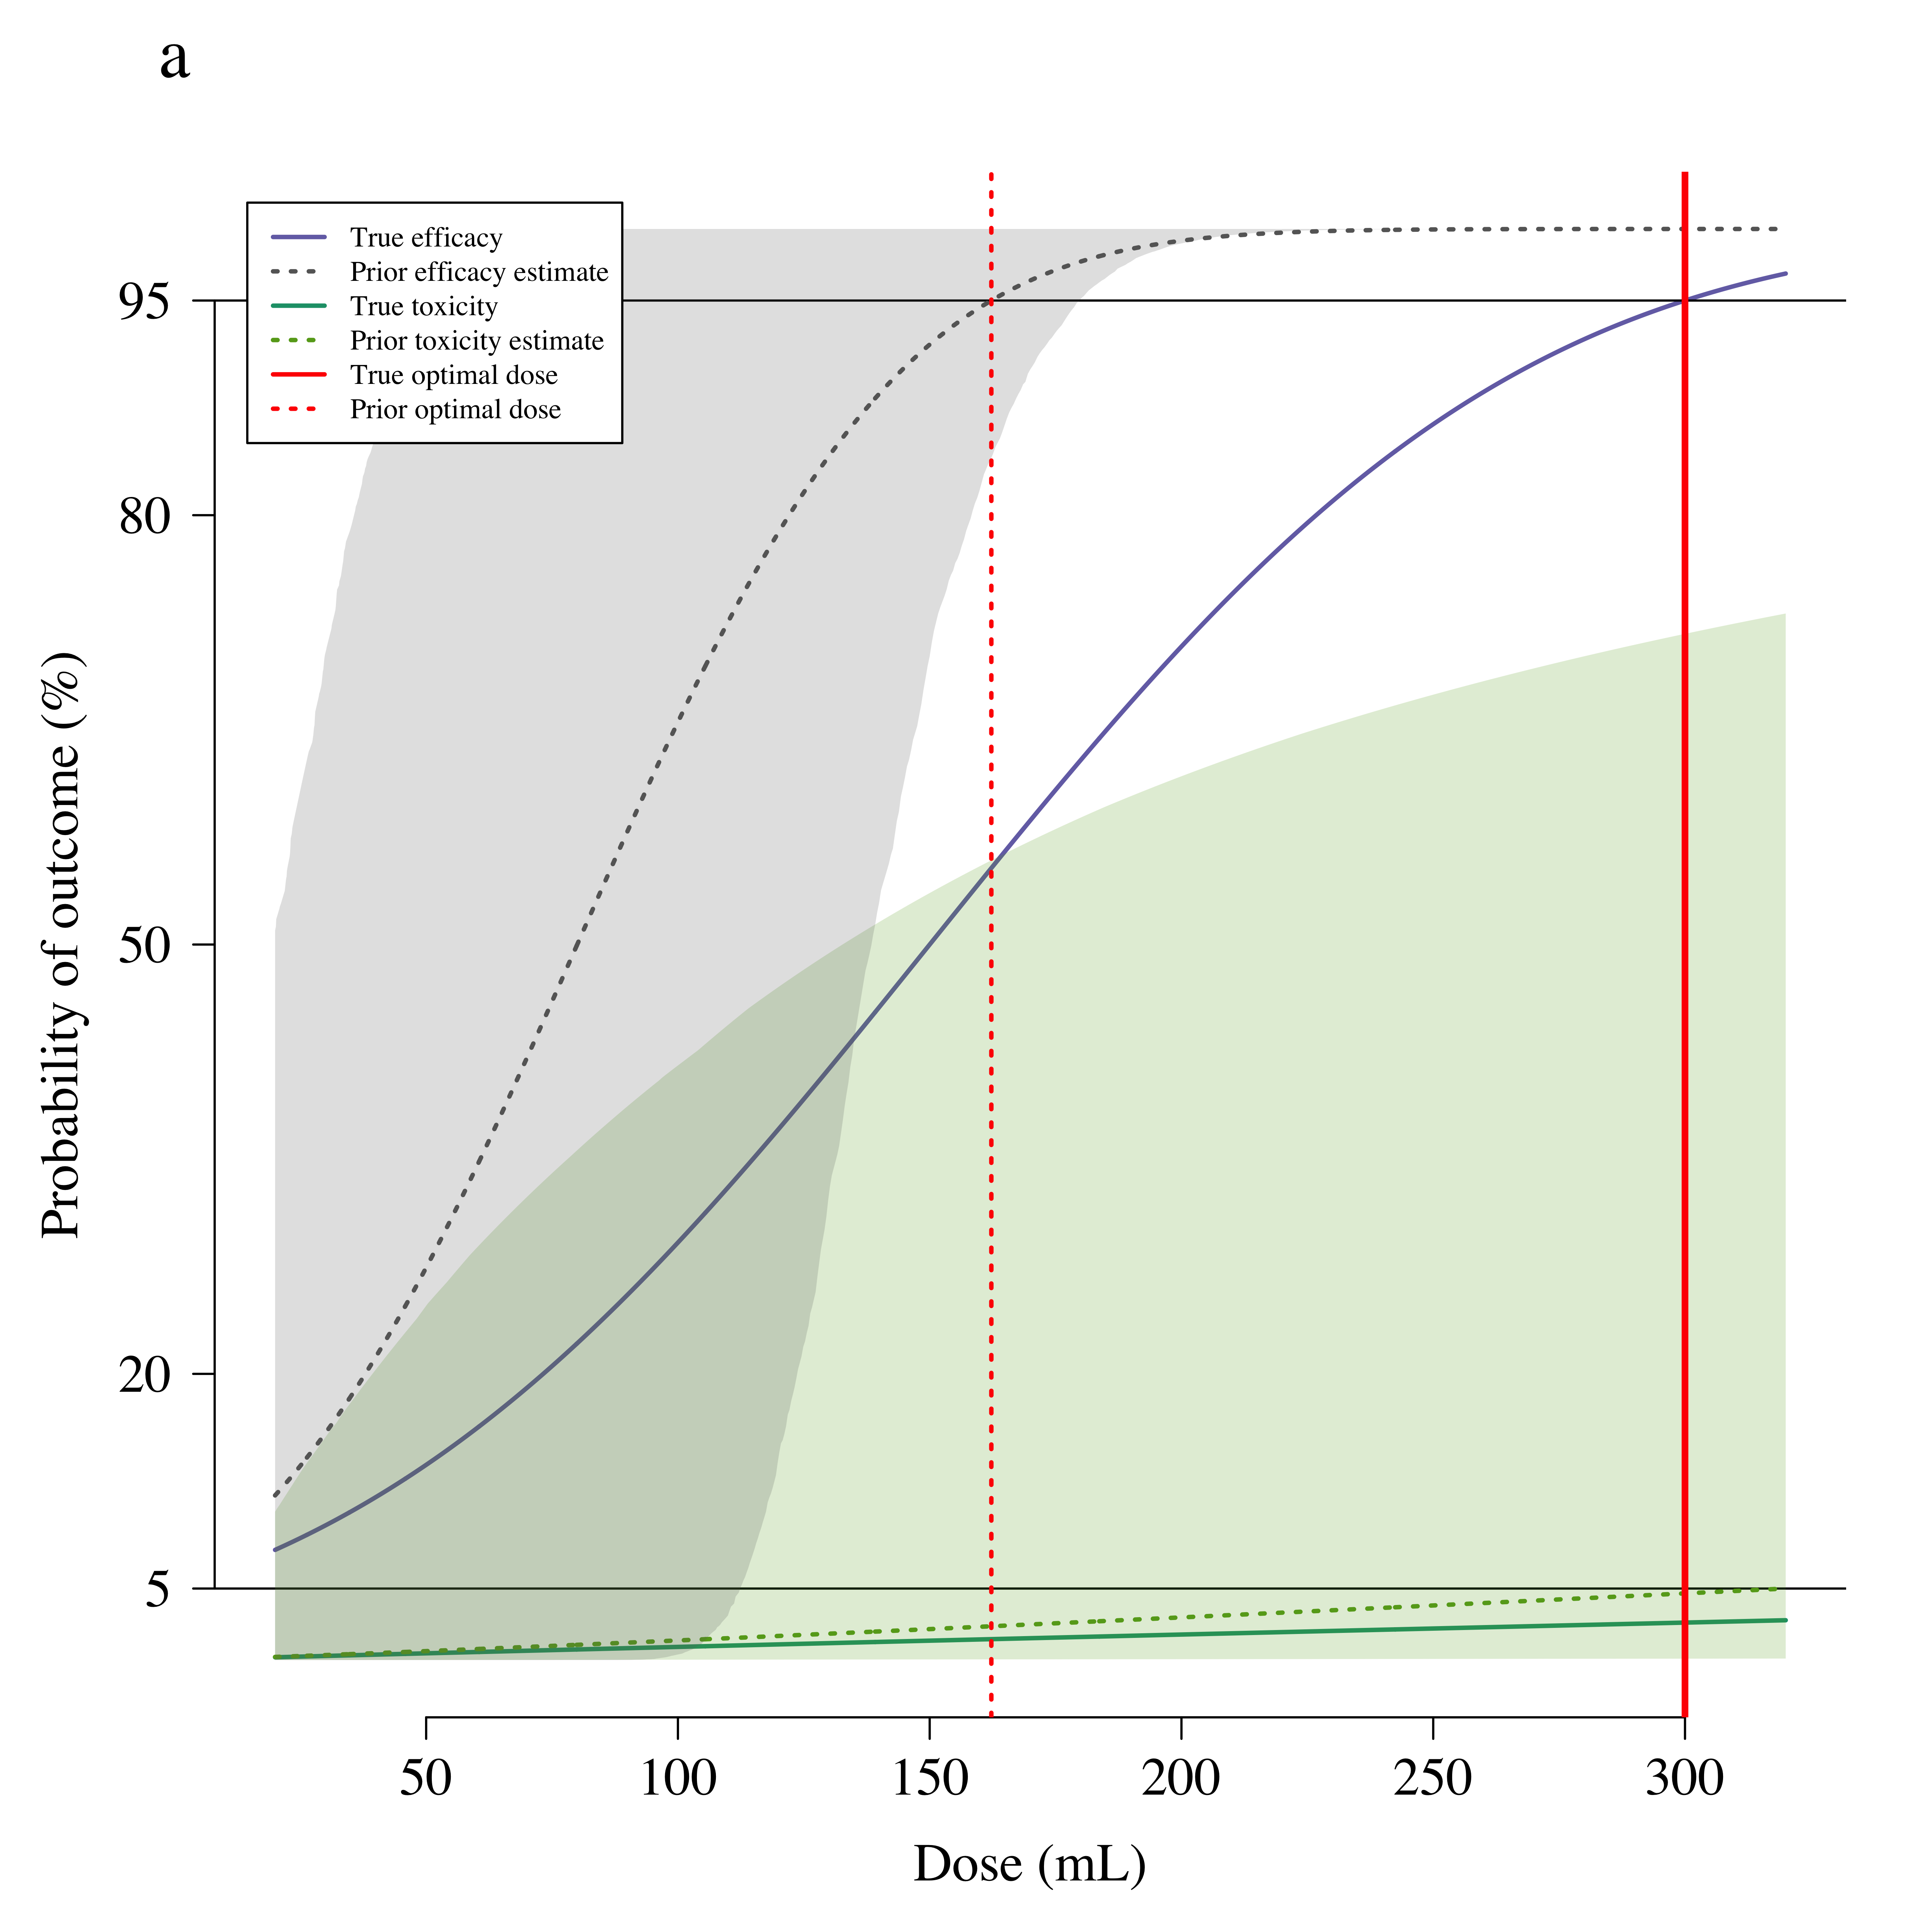 a
True efficacy
Prior efficacy estimate
True toxicity
Prior toxicity estimate
True optimal dose
Prior optimal dose
95
80
50
20
5
Probability of outcome (%)
50 100 150 200 250 300
Dose (mL)